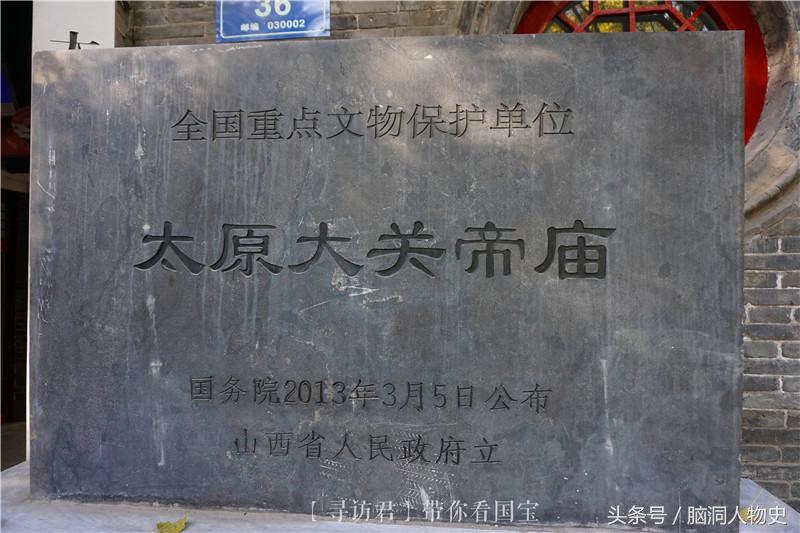 36
邮编 030002
全国重点文物保护单位
太原大关帝庙
国务院2013年3月5日公布
山西省人民政府立
[寻访君]带你看国宝
头条号／脑洞人物史